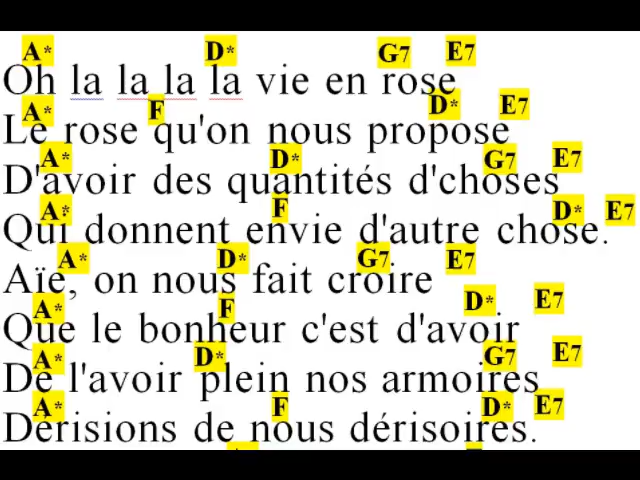 A* D* G7 E7
Oh la la la la vie en rose
A* F D* E7
Le rose qu'on nous propose
A* D* G7 E7
D'avoir des quantités d'choses
A* F D* E7
Qui donnent envie d'autre chose.
A* D* G7 E7
Aïe, on nous fait croire
A* F D* E7
Que le bonheur c'est d'avoir
A* D* G7 E7
De l'avoir plein nos armoires
A* F D* E7
Dérisions de nous dérisoires.